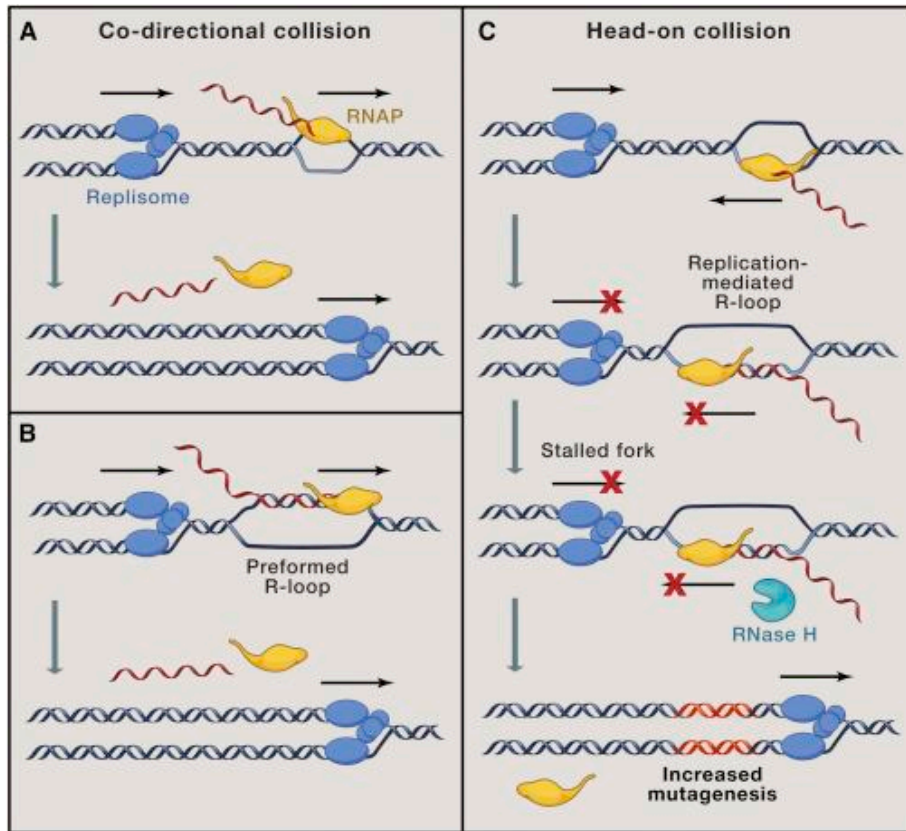 A
Co-directional collision
RNAP
Replisome
B
Preformed
R-loop
C
Head-on collision
Replication-
mediated
R-loop
Stalled fork
RNase H
Increased
mutagenesis